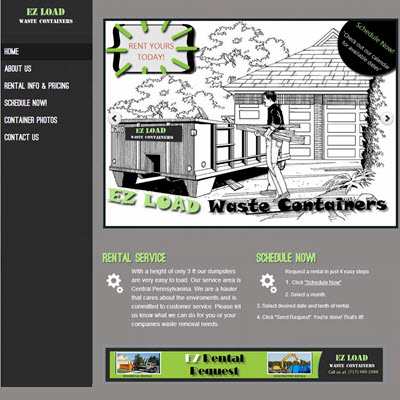 EZ LOAD
WASTE CONTAINERS
HOME
ABOUT US
RENTAL INFO & PRICING
SCHEDULE NOW!
CONTAINER PHOTOS
CONTACT US
RENT YOURS
TODAY!
Schedule Now
Check out our calendar
for available dates!
EZ LOAD
WASTE CONTAINERS
EZ LOAD Waste Containers
RENTAL SERVICE
With a height of only 3 ft our dumpsters
are very easy to load. Our service area is
Central Pennsylvanina. We are a hauler
that cares about the enviroments and is
committed to customer service. Please let
us know what we can do for you or your
companies waste removal needs.
SCHEDULE NOW!
Request a rental in just 4 easy steps.
1. Click "Schedule Now"
2. Select a month.
3. Select desired date and lenth of rental.
4. Click "Send Request". You're done! That's it!!
EZ Rental
Request
EZ LOAD
WASTE CONTAINERS
Call us at